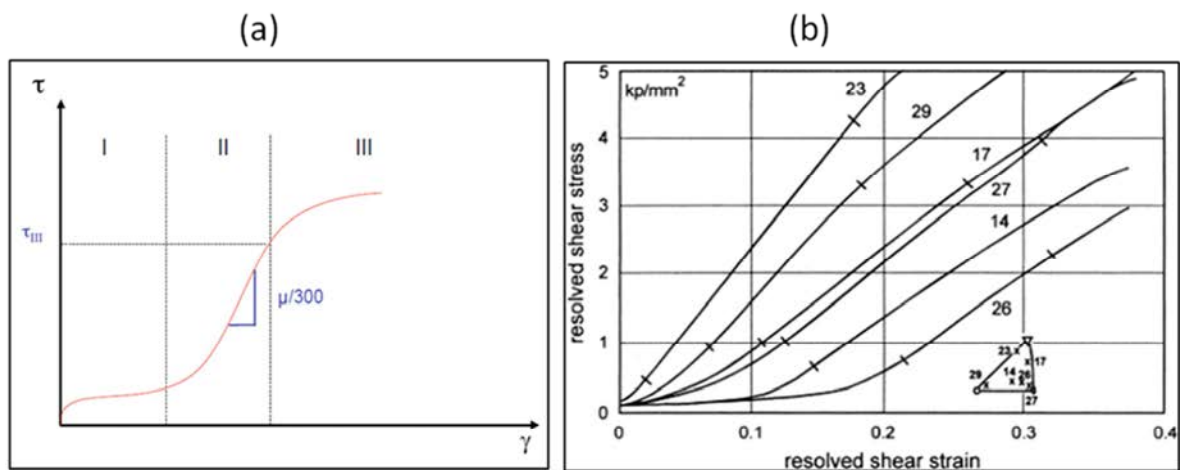 (a)
(b)
τ
I
II
III
τIII
μ/300
γ
kp/mm²
resolved shear stress
5
4
3
2
1
0
23
29
17
27
14
26
23
17
14
26
29
27
0
0.1
0.2
0.3
0.4
resolved shear strain